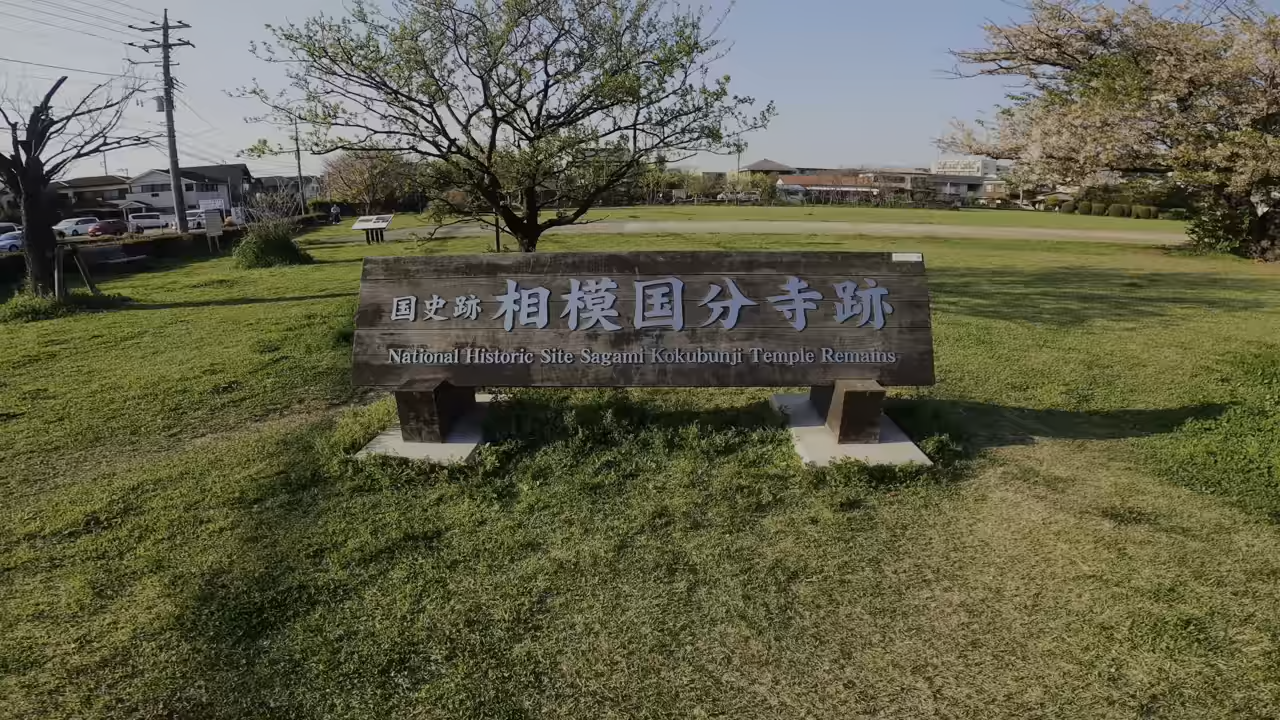 国史跡 相模国分寺跡
National Historic Site Sagami Kokubunji Temple Remains